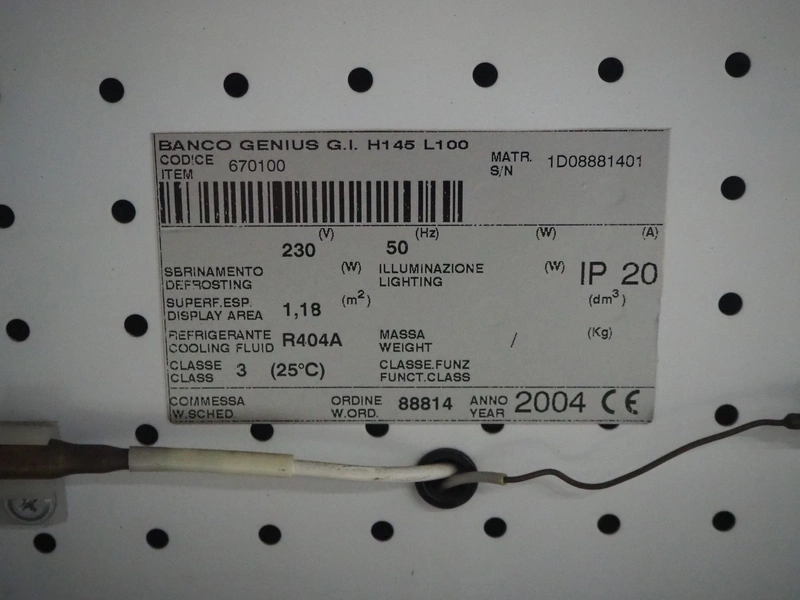 BANCO GENIUS G.I. H145 L100
CODICE ITEM 670100 MATR. S/N 1D08881401
230 (V) 50 (Hz) (W) (A)
SBRINAMENTO DEFROSTING (W) ILLUMINAZIONE LIGHTING (W) IP 20
SUPERF.ESP. DISPLAY AREA 1,18 (m²) (dm³)
REFRIGERANTE COOLING FLUID R404A MASSA WEIGHT / (Kg)
CLASSE CLASS 3 (25°C) CLASSE.FUNZ FUNCT.CLASS
COMMESSA W.SCHED. ORDINE W.ORD. 88814 ANNO YEAR 2004 CE